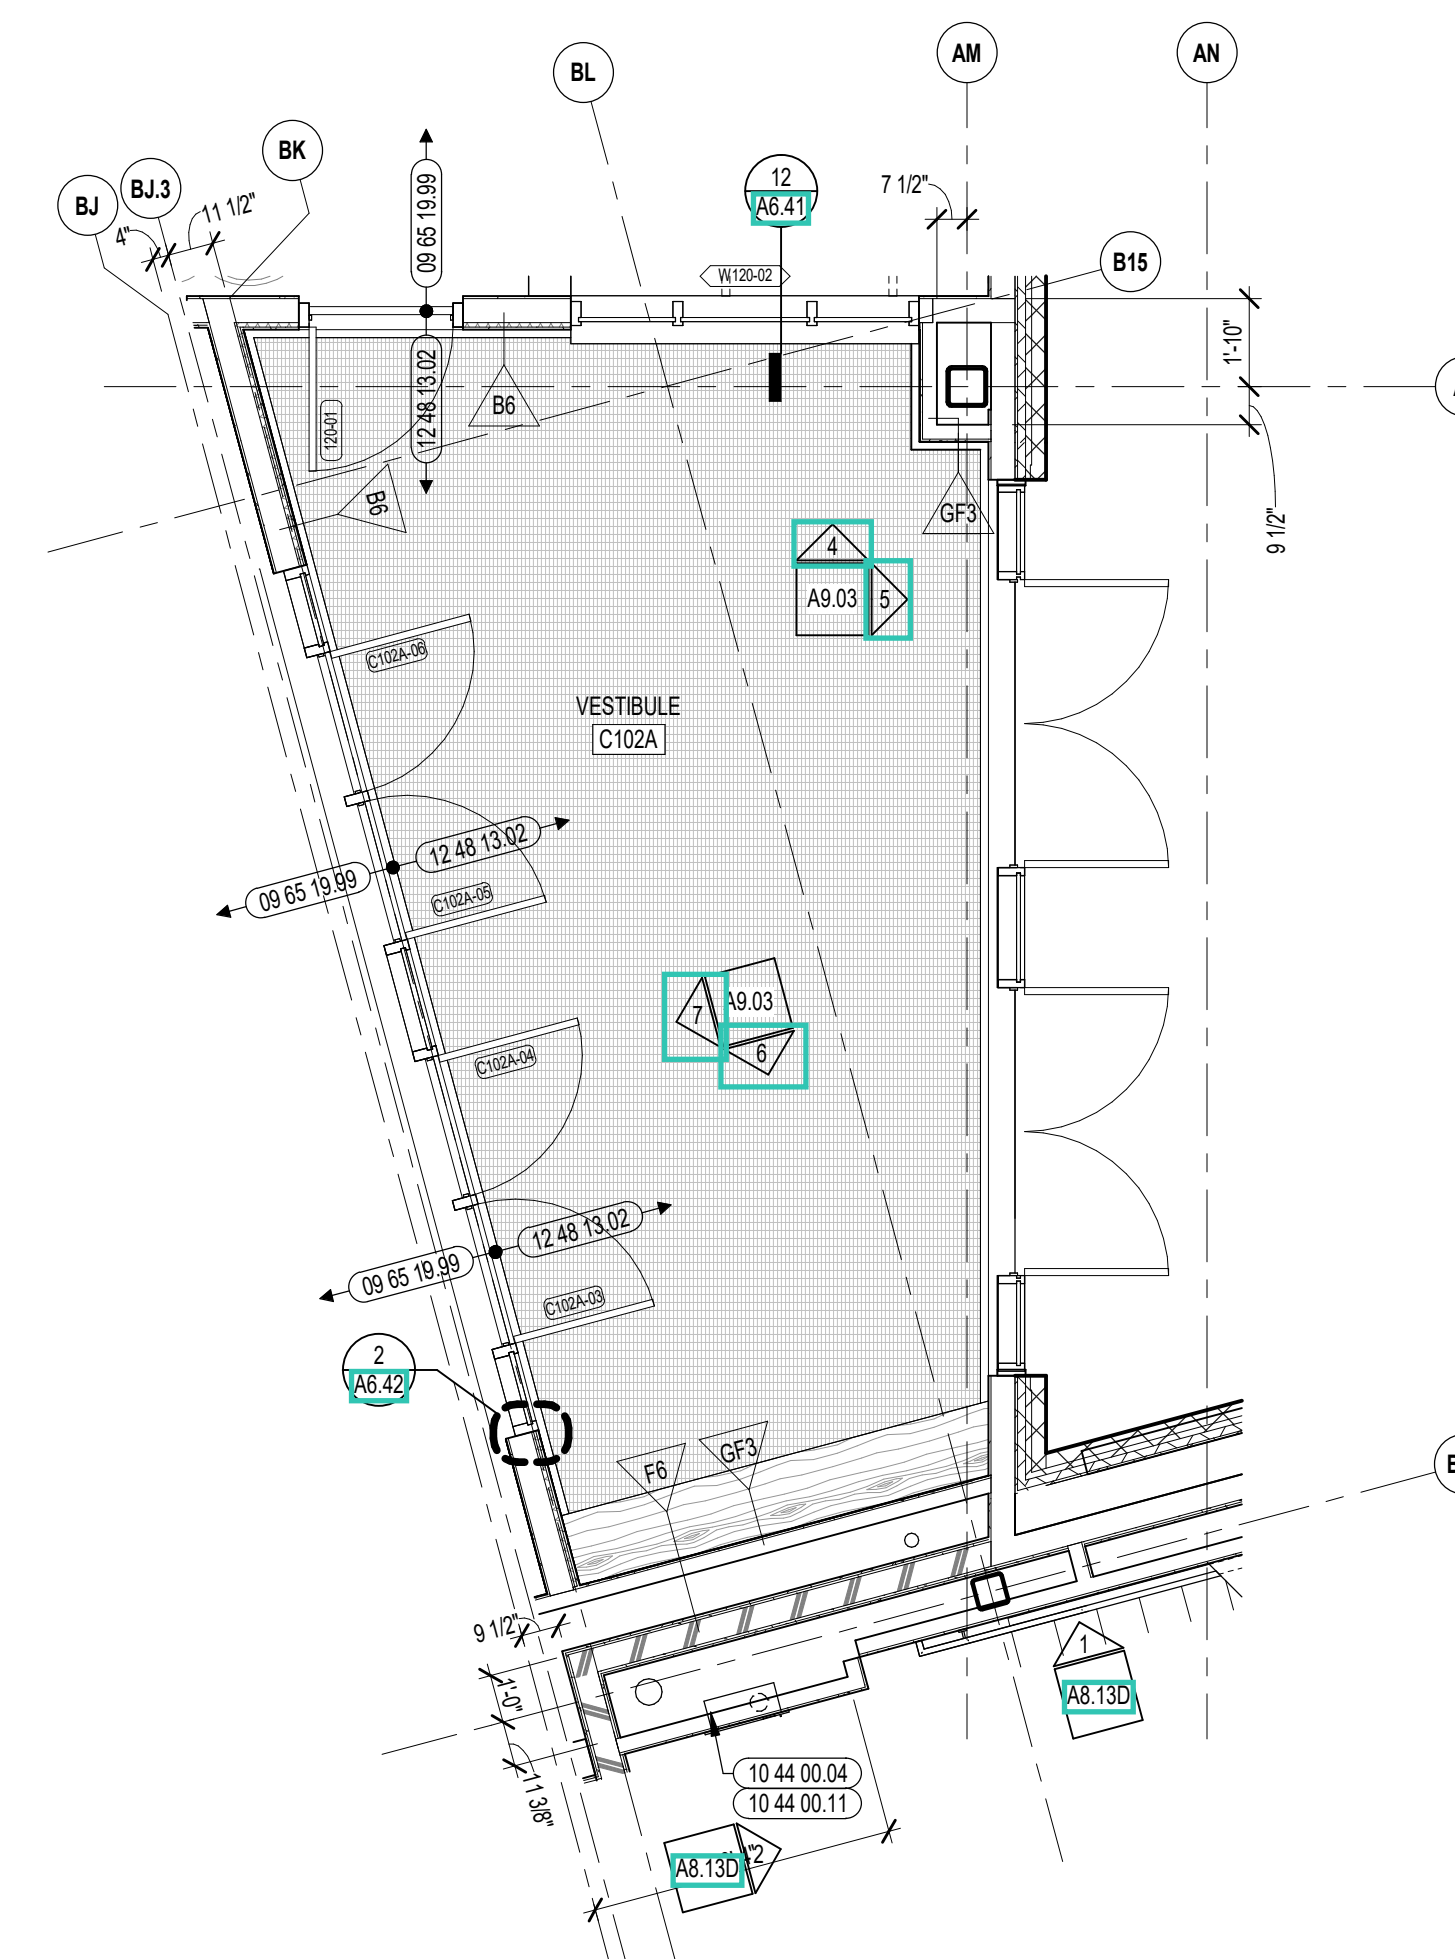 AM
AN
BL
BK
BJ.3
BJ
11 1/2"
4"
09 65 19.99
12
A6.41
7 1/2"
W120-02
B15
1'-10"
12 48 13.02
120-01
B6
B6
GF3
9 1/2"
4
A9.03
5
C102A-06
VESTIBULE
C102A
12 48 13.02
09 65 19.99
C102A-05
A9.03
7
6
C102A-04
12 48 13.02
09 65 19.99
C102A-03
2
A6.42
F6
GF3
9 1/2"
1'-0"
11 3/8"
1
A8.13D
10 44 00.04
10 44 00.11
A8.13D
2